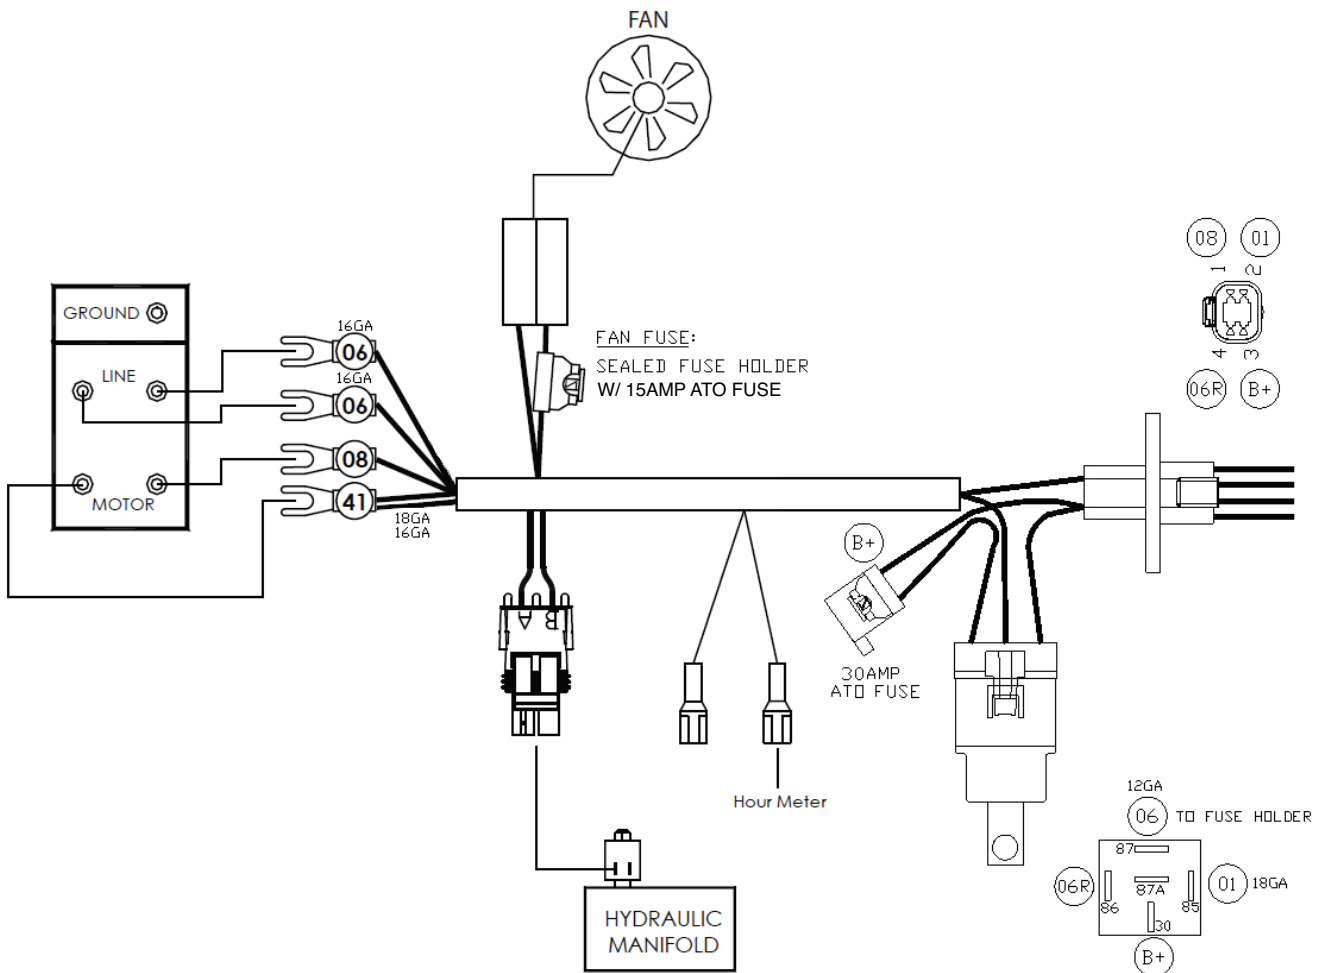 FAN
08 01
1 2
4 3
06R B+
GROUND
LINE
MOTOR
16GA
06
16GA
06
08
41
18GA
16GA
FAN FUSE:
SEALED FUSE HOLDER
W/ 15AMP ATO FUSE
A B
B+
30AMP
ATO FUSE
Hour Meter
HYDRAULIC
MANIFOLD
12GA
06 TO FUSE HOLDER
87
06R 87A 01 18GA
86 85
30
B+